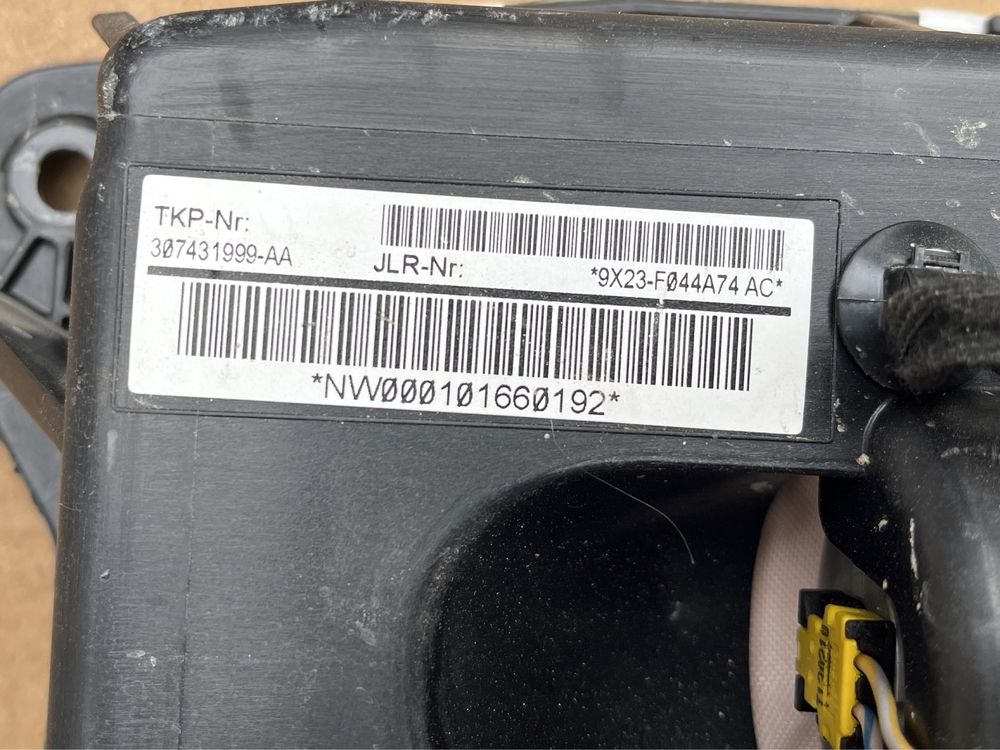 TKP-Nr:
307431999-AA
JLR-Nr:
*9X23-F044A74 AC*
*NW000101660192*